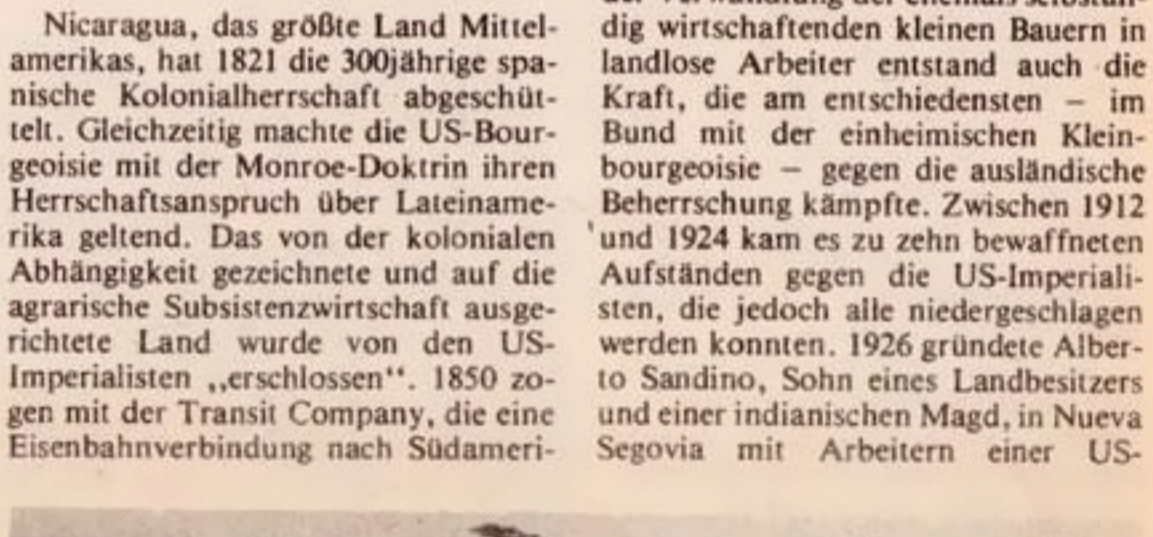 Nicaragua, das größte Land Mittel-
amerikas, hat 1821 die 300jährige spa-
nische Kolonialherrschaft abgeschüt-
telt. Gleichzeitig machte die US-Bour-
geoisie mit der Monroe-Doktrin ihren
Herrschaftsanspruch über Lateiname-
rika geltend. Das von der kolonialen
Abhängigkeit gezeichnete und auf die
agrarische Subsistenzwirtschaft ausge-
richtete Land wurde von den US-
Imperialisten „erschlossen“. 1850 zo-
gen mit der Transit Company, die eine
Eisenbahnverbindung nach Südameri-
der Verwandlung der ehemals selbstän-
dig wirtschaftenden kleinen Bauern in
landlose Arbeiter entstand auch die
Kraft, die am entschiedensten – im
Bund mit der einheimischen Klein-
bourgeoisie – gegen die ausländische
Beherrschung kämpfte. Zwischen 1912
und 1924 kam es zu zehn bewaffneten
Aufständen gegen die US-Imperiali-
sten, die jedoch alle niedergeschlagen
werden konnten. 1926 gründete Alber-
to Sandino, Sohn eines Landbesitzers
und einer indianischen Magd, in Nueva
Segovia mit Arbeitern einer US-